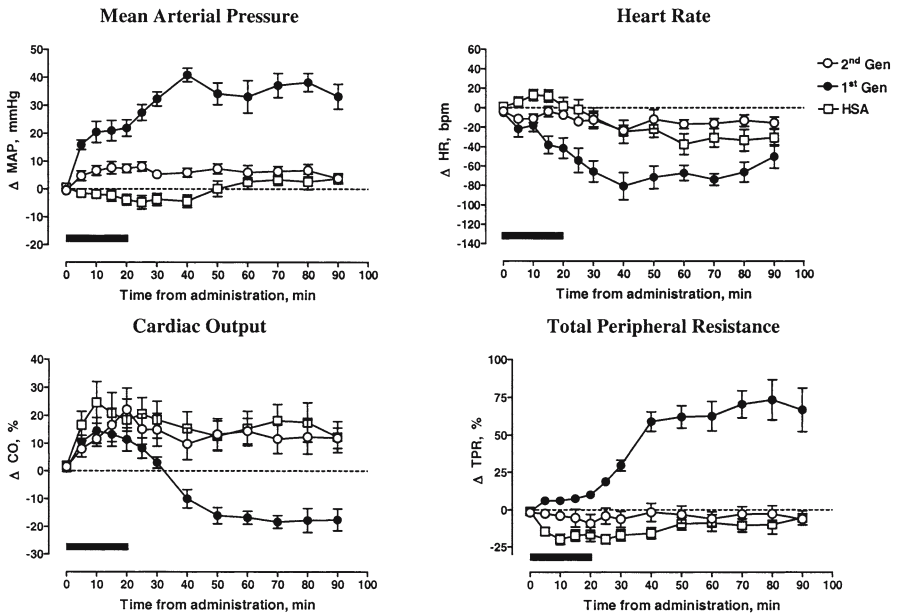 Mean Arterial Pressure
Δ MAP, mmHg
50
40
30
20
10
0
-10
-20
0 10 20 30 40 50 60 70 80 90 100
Time from administration, min
Heart Rate
Δ HR, bpm
60
40
20
0
-20
-40
-60
-80
-100
-120
-140
0 10 20 30 40 50 60 70 80 90 100
Time from administration, min
2nd Gen
1st Gen
HSA
Cardiac Output
Δ CO, %
40
30
20
10
0
-10
-20
-30
0 10 20 30 40 50 60 70 80 90 100
Time from administration, min
Total Peripheral Resistance
Δ TPR, %
100
75
50
25
0
-25
0 10 20 30 40 50 60 70 80 90 100
Time from administration, min